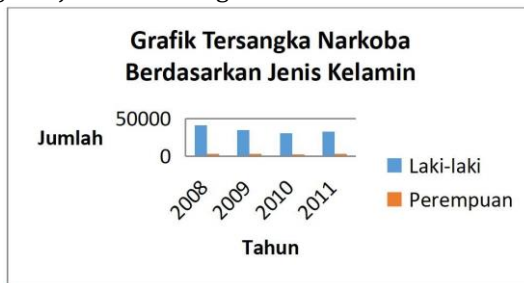 Grafik Tersangka Narkoba
Berdasarkan Jenis Kelamin
50000
Jumlah
0
Laki-laki
Perempuan
2008
2009
2010
2011
Tahun